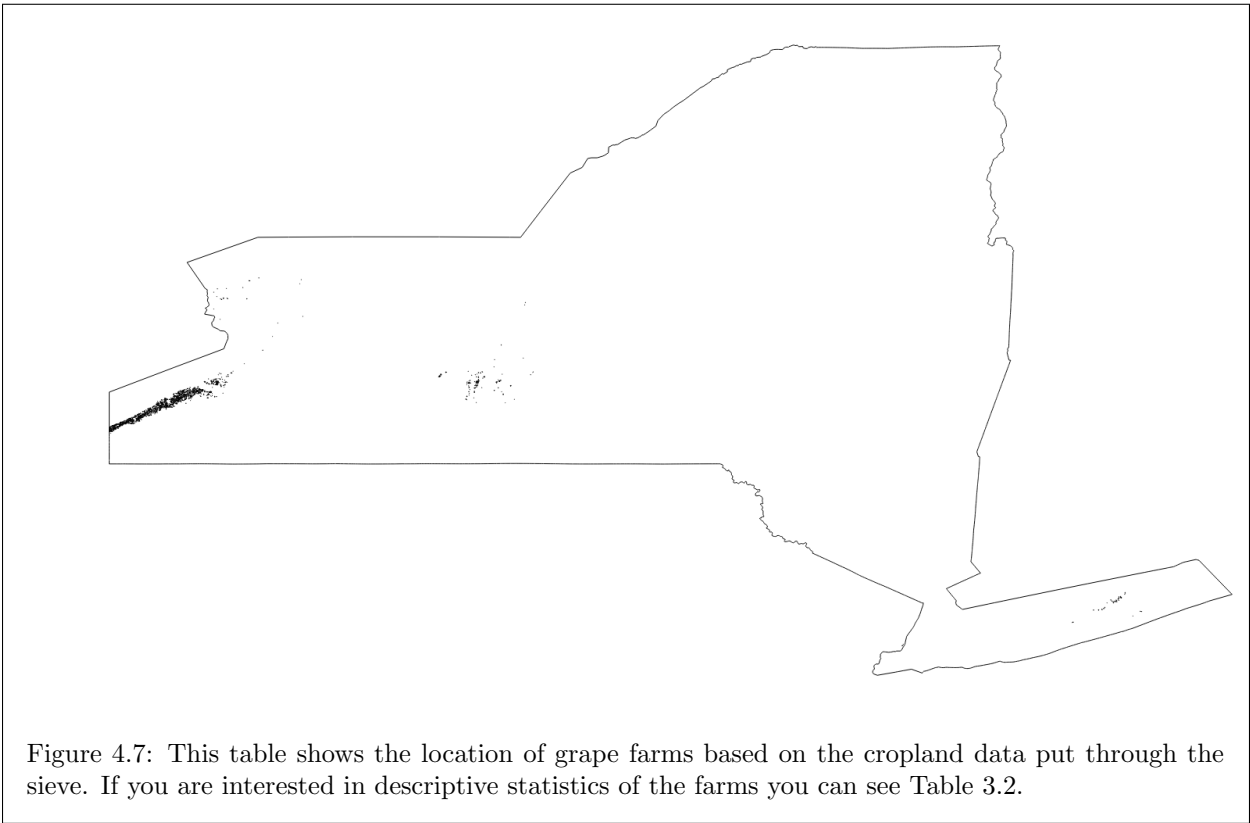 Figure 4.7: This table shows the location of grape farms based on the cropland data put through the
sieve. If you are interested in descriptive statistics of the farms you can see Table 3.2.